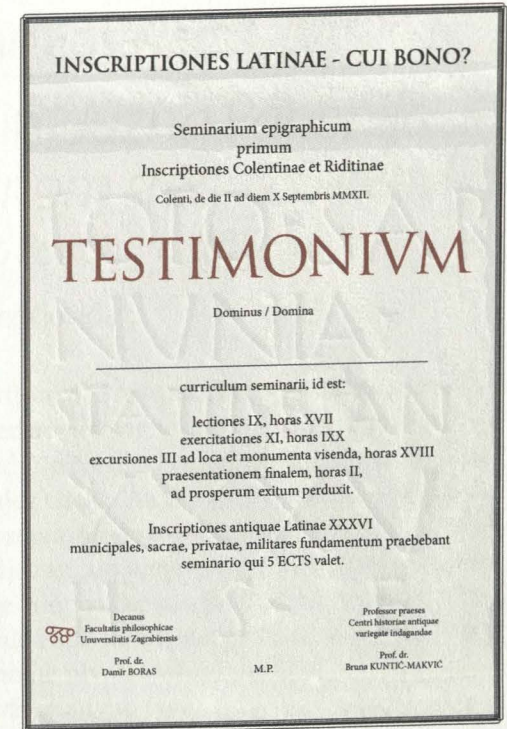 INSCRIPTIONES LATINAE - CUI BONO?
Seminarium epigraphicum
primum
Inscriptiones Colentinae et Riditinae
Colenti, de die II ad diem X Septembris MMXII.
TESTIMONIVM
Dominus / Domina
curriculum seminarii, id est:
lectiones IX, horas XVII
exercitationes XI, horas IXX
excursiones III ad loca et monumenta visenda, horas XVIII
praesentationem finalem, horas II,
ad prosperum exitum perduxit.
Inscriptiones antiquae Latinae XXXVI
municipales, sacrae, privatae, militares fundamentum praebebant
seminario qui 5 ECTS valet.
Decanus
Facultatis philosophicae
Unuversitatis Zagrabiensis
Prof. dr.
Damir BORAS
M.P.
Professor praeses
Centri historiae antiquae
variegate indagandae
Prof. dr.
Bruna KUNTIĆ-MAKVIĆ